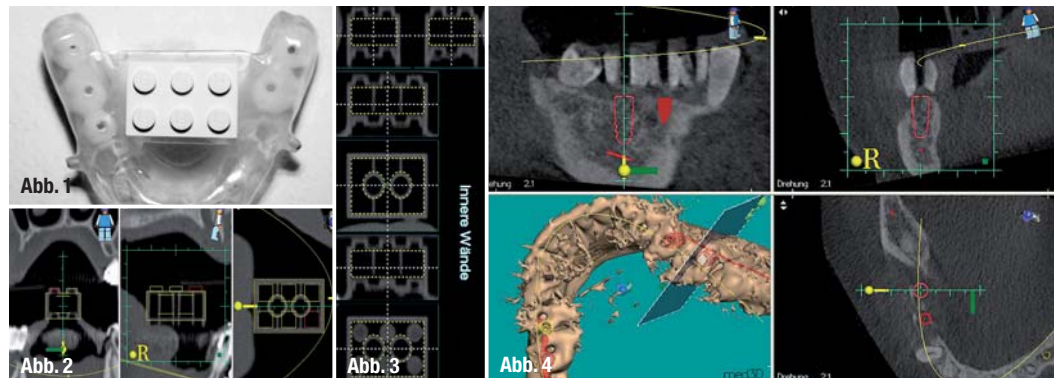 Abb. 1
R
Abb. 2
Innere Wände
Abb. 3
R
Drehung 2.1
Drehung 2.1
med3D
Abb. 4
Drehung 2.1